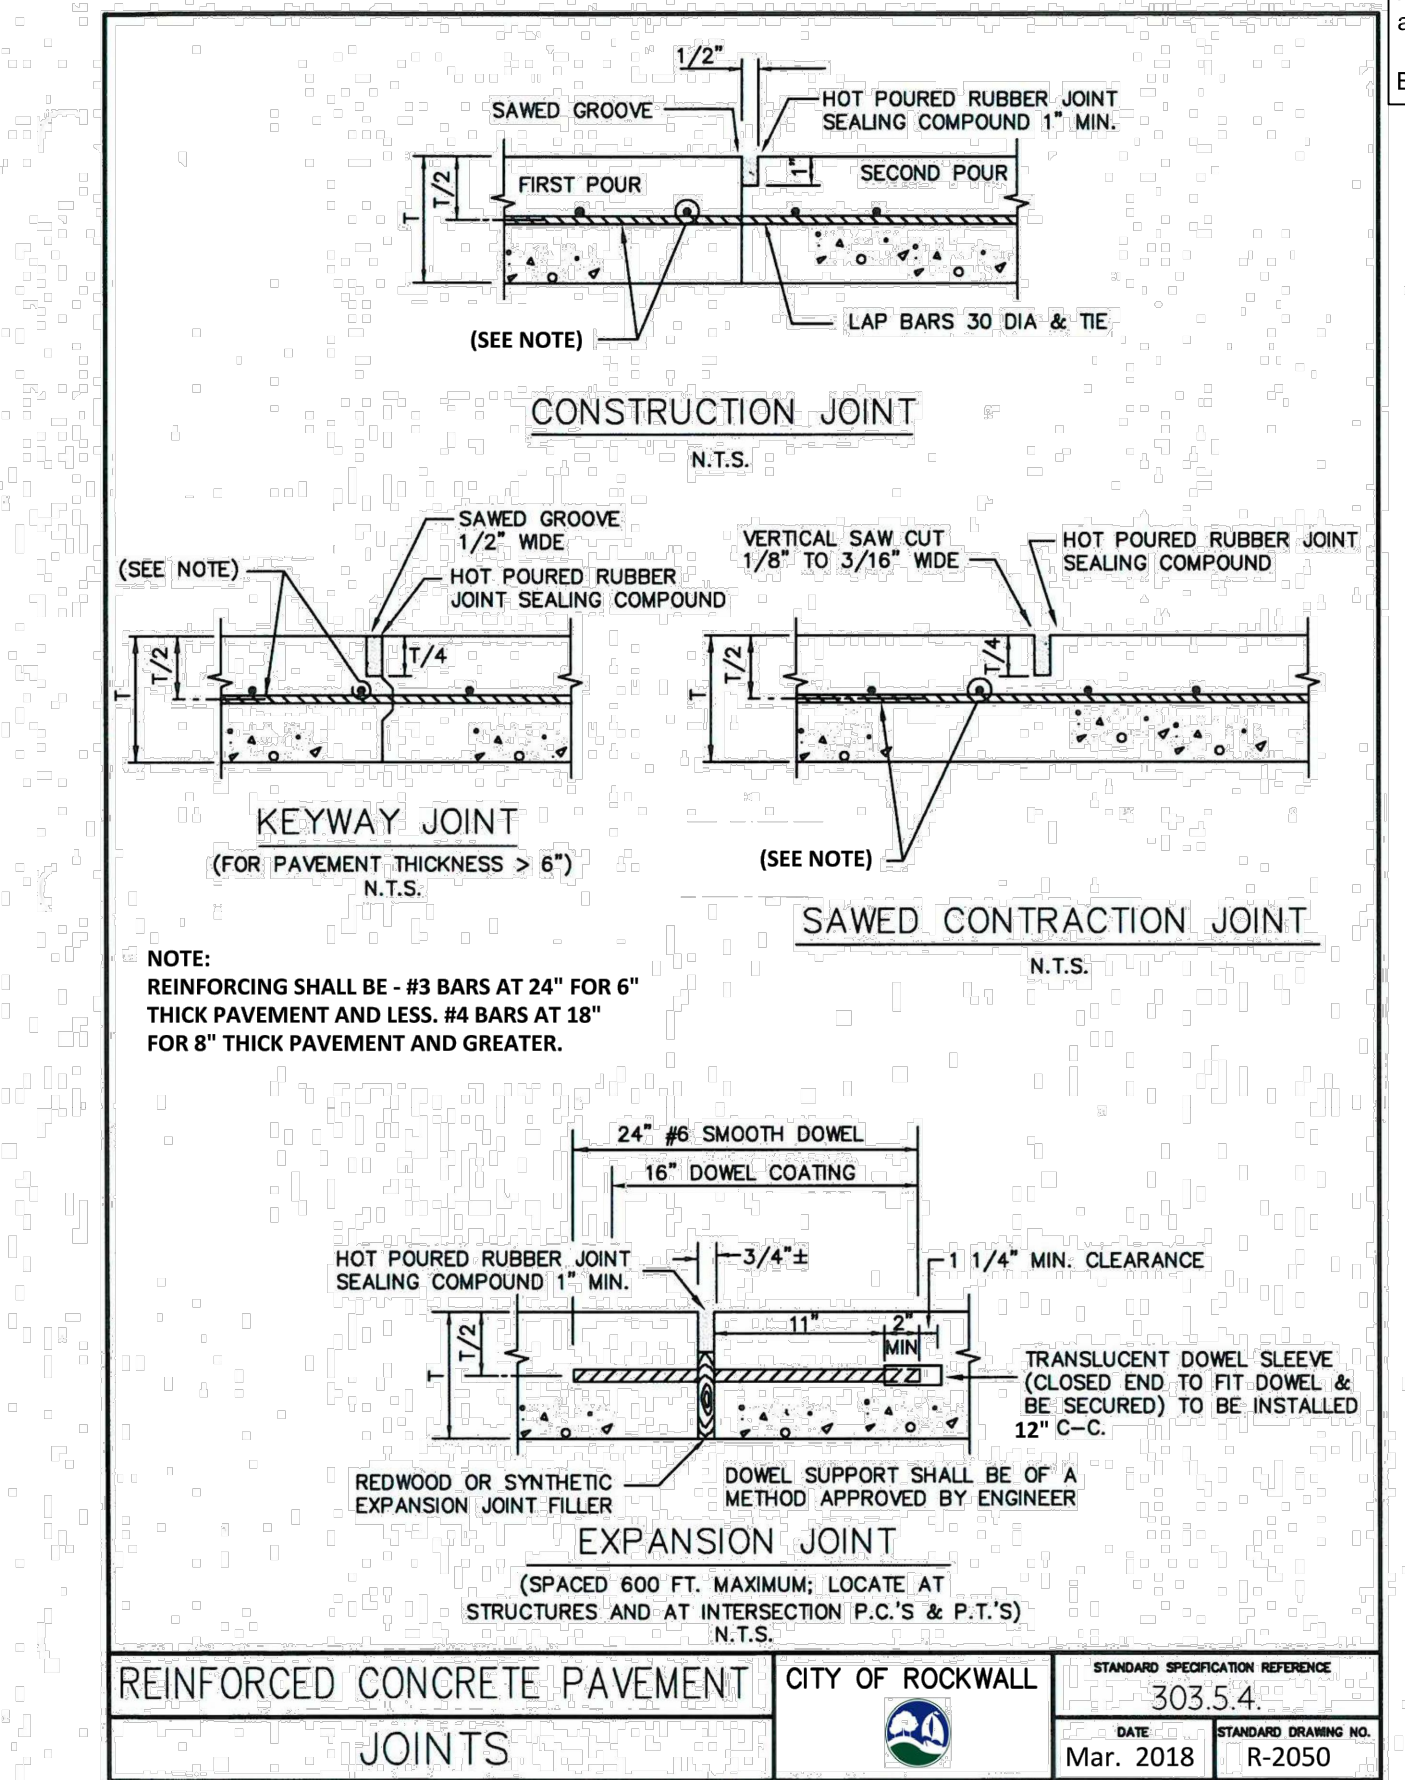 a
E
1/2"
SAWED GROOVE
HOT POURED RUBBER JOINT
SEALING COMPOUND 1" MIN.
T
T/2
FIRST POUR
1"
SECOND POUR
(SEE NOTE)
LAP BARS 30 DIA & TIE
CONSTRUCTION JOINT
N.T.S.
SAWED GROOVE
1/2" WIDE
(SEE NOTE)
HOT POURED RUBBER
JOINT SEALING COMPOUND
T
T/2
T/4
KEYWAY JOINT
(FOR PAVEMENT THICKNESS > 6")
N.T.S.
VERTICAL SAW CUT
1/8" TO 3/16" WIDE
HOT POURED RUBBER JOINT
SEALING COMPOUND
T
T/2
T/4
(SEE NOTE)
SAWED CONTRACTION JOINT
N.T.S.
NOTE:
REINFORCING SHALL BE - #3 BARS AT 24" FOR 6"
THICK PAVEMENT AND LESS. #4 BARS AT 18"
FOR 8" THICK PAVEMENT AND GREATER.
24" #6 SMOOTH DOWEL
16" DOWEL COATING
HOT POURED RUBBER JOINT
SEALING COMPOUND 1" MIN.
3/4"±
1 1/4" MIN. CLEARANCE
T
T/2
11"
2"
MIN
TRANSLUCENT DOWEL SLEEVE
(CLOSED END TO FIT DOWEL &
BE SECURED) TO BE INSTALLED
12" C-C.
REDWOOD OR SYNTHETIC
EXPANSION JOINT FILLER
DOWEL SUPPORT SHALL BE OF A
METHOD APPROVED BY ENGINEER
EXPANSION JOINT
(SPACED 600 FT. MAXIMUM; LOCATE AT
STRUCTURES AND AT INTERSECTION P.C.'S & P.T.'S)
N.T.S.
REINFORCED CONCRETE PAVEMENT
JOINTS
CITY OF ROCKWALL
STANDARD SPECIFICATION REFERENCE
303.5.4.
DATE
Mar. 2018
STANDARD DRAWING NO.
R-2050